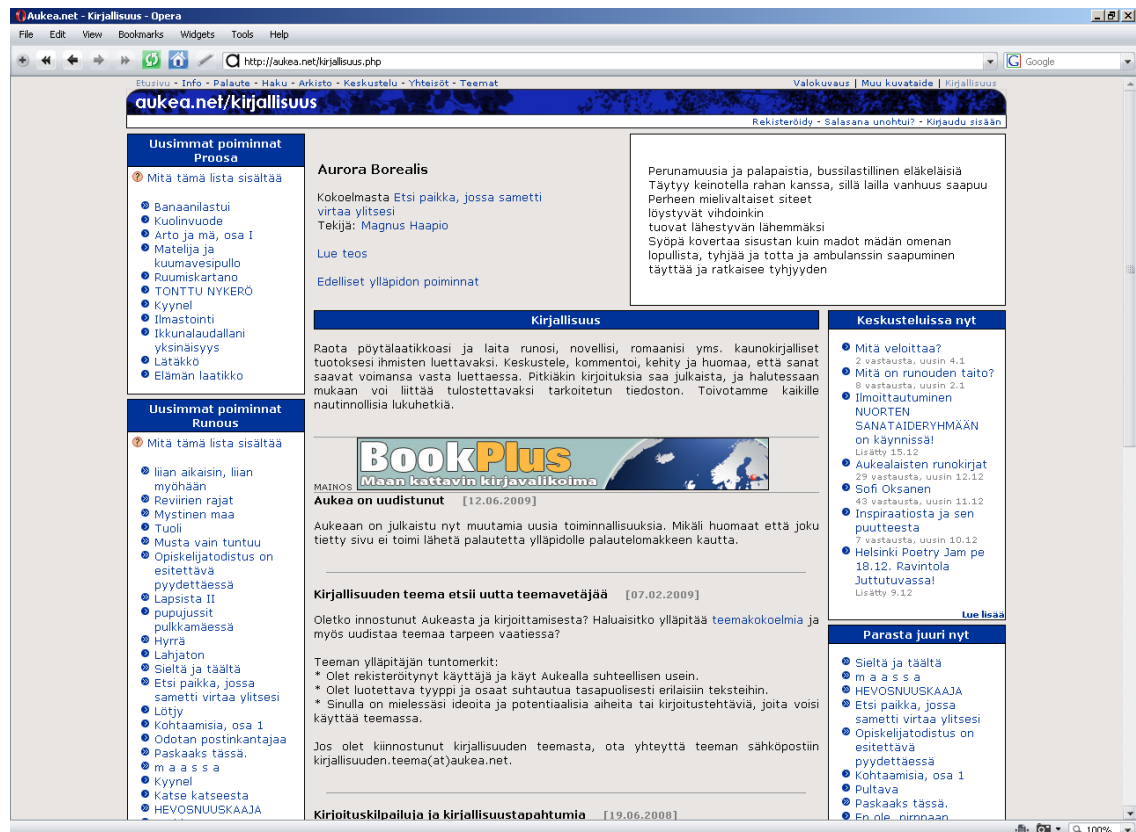 Aukea.net - Kirjallisuus - Opera
File Edit View Bookmarks Widgets Tools Help
http://aukea.net/kirjallisuus.php
Google
Etusivu - Info - Palaute - Haku - Arkisto - Keskustelu - Yhteisöt - Teemat
Valokuvaus | Muu kuvataide | Kirjallisuus
aukea.net/kirjallisuus
Rekisteröidy - Salasana unohtui? - Kirjaudu sisään
Uusimmat poiminnat
Proosa
Mitä tämä lista sisältää
Banaanilastui
Kuolinvuode
Arto ja mä, osa I
Matelija ja
kuumavesipullo
Ruumiskartano
TONTTU NYKERÖ
Kyynel
Ilmastointi
Ikkunalaudallani
yksinäisyys
Lätäkkö
Elämän laatikko
Uusimmat poiminnat
Runous
Mitä tämä lista sisältää
liian aikaisin, liian
myöhään
Reviirien rajat
Mystinen maa
Tuoli
Musta vain tuntuu
Opiskelijatodistus on
esitettävä
pyydettäessä
Lapsista II
pupujussit
pulkkamäessä
Hyrrä
Lahjaton
Sieltä ja täältä
Etsi paikka, jossa
sametti virtaa ylitsesi
Lötjy
Kohtaamisia, osa 1
Odotan postinkantajaa
Paskaaks tässä.
m a a s s a
Kyynel
Katse katseesta
HEVOSNUUSKAAJA
Aurora Borealis
Kokoelmasta Etsi paikka, jossa sametti
virtaa ylitsesi
Tekijä: Magnus Haapio
Lue teos
Edelliset ylläpidon poiminnat
Perunamuusia ja palapaistia, bussilastillinen eläkeläisiä
Täytyy keinotella rahan kanssa, sillä lailla vanhuus saapuu
Perheen mielivaltaiset siteet
löystyvät vihdoinkin
tuovat lähestyvän lähemmäksi
Syöpä kovertaa sisustan kuin madot mädän omenan
lopullista, tyhjää ja totta ja ambulanssin saapuminen
täyttää ja ratkaisee tyhjyyden
Kirjallisuus
Raota pöytälaatikkoasi ja laita runosi, novellisi, romaanisi yms. kaunokirjalliset
tuotoksesi ihmisten luettavaksi. Keskustele, kommentoi, kehity ja huomaa, että sanat
saavat voimansa vasta luettaessa. Pitkiäkin kirjoituksia saa julkaista, ja halutessaan
mukaan voi liittää tulostettavaksi tarkoitetun tiedoston. Toivotamme kaikille
nautinnollisia lukuhetkiä.
BookPlus
Maan kattavin kirjavalikoima
MAINOS
Aukea on uudistunut [12.06.2009]
Aukeaan on julkaistu nyt muutamia uusia toiminnallisuuksia. Mikäli huomaat että joku
tietty sivu ei toimi lähetä palautetta ylläpidolle palautelomakkeen kautta.
Kirjallisuuden teema etsii uutta teemavetäjää [07.02.2009]
Oletko innostunut Aukeasta ja kirjoittamisesta? Haluaisitko ylläpitää teemakokoelmia ja
myös uudistaa teemaa tarpeen vaatiessa?
Teeman ylläpitäjän tuntomerkit:
* Olet rekisteröitynyt käyttäjä ja käyt Aukealla suhteellisen usein.
* Olet luotettava tyyppi ja osaat suhtautua tasapuolisesti erilaisiin teksteihin.
* Sinulla on mielessäsi ideoita ja potentiaalisia aiheita tai kirjoitustehtäviä, joita voisi
käyttää teemassa.
Jos olet kiinnostunut kirjallisuuden teemasta, ota yhteyttä teeman sähköpostiin
kirjallisuuden.teema(at)aukea.net.
Kirjoituskilpailuja ja kirjallisuustapahtumia [19.06.2008]
Keskusteluissa nyt
Mitä veloittaa?
2 vastausta, uusin 4.1
Mitä on runouden taito?
8 vastausta, uusin 2.1
Ilmoittautuminen
NUORTEN
SANATAIDERYHMÄÄN
on käynnissä!
Lisätty 15.12
Aukealaisten runokirjat
29 vastausta, uusin 12.12
Sofi Oksanen
43 vastausta, uusin 11.12
Inspiraatiosta ja sen
puutteesta
7 vastausta, uusin 10.12
Helsinki Poetry Jam pe
18.12. Ravintola
Juttutuvassa!
Lisätty 9.12
Lue lisää
Parasta juuri nyt
Sieltä ja täältä
m a a s s a
HEVOSNUUSKAAJA
Etsi paikka, jossa
sametti virtaa ylitsesi
Opiskelijatodistus on
esitettävä
pyydettäessä
Kohtaamisia, osa 1
Pultava
Paskaaks tässä.
100%